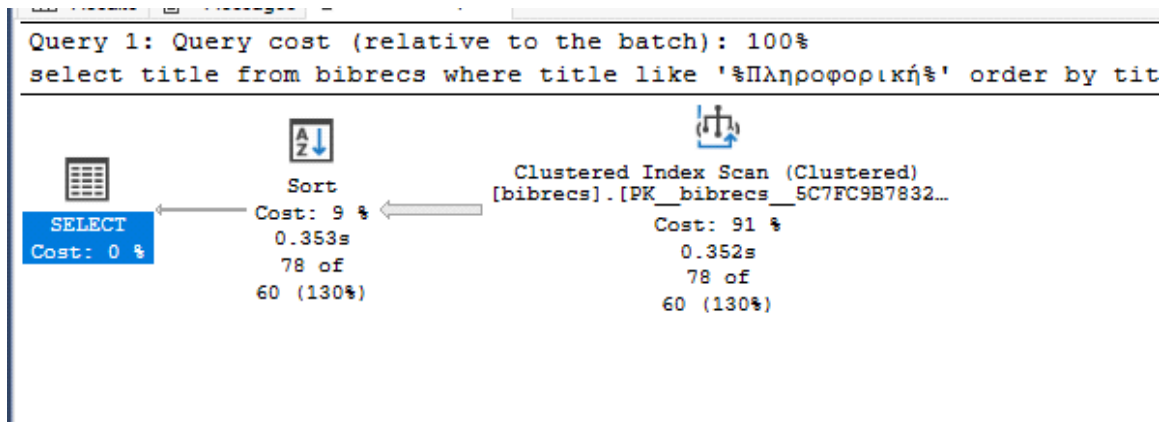 Query 1: Query cost (relative to the batch): 100%
select title from bibrecs where title like '%Πληροφορική%' order by tit
SELECT
Cost: 0 %
Sort
Cost: 9 %
0.353s
78 of
60 (130%)
Clustered Index Scan (Clustered)
[bibrecs].[PK__bibrecs__5C7FC9B7832…
Cost: 91 %
0.352s
78 of
60 (130%)